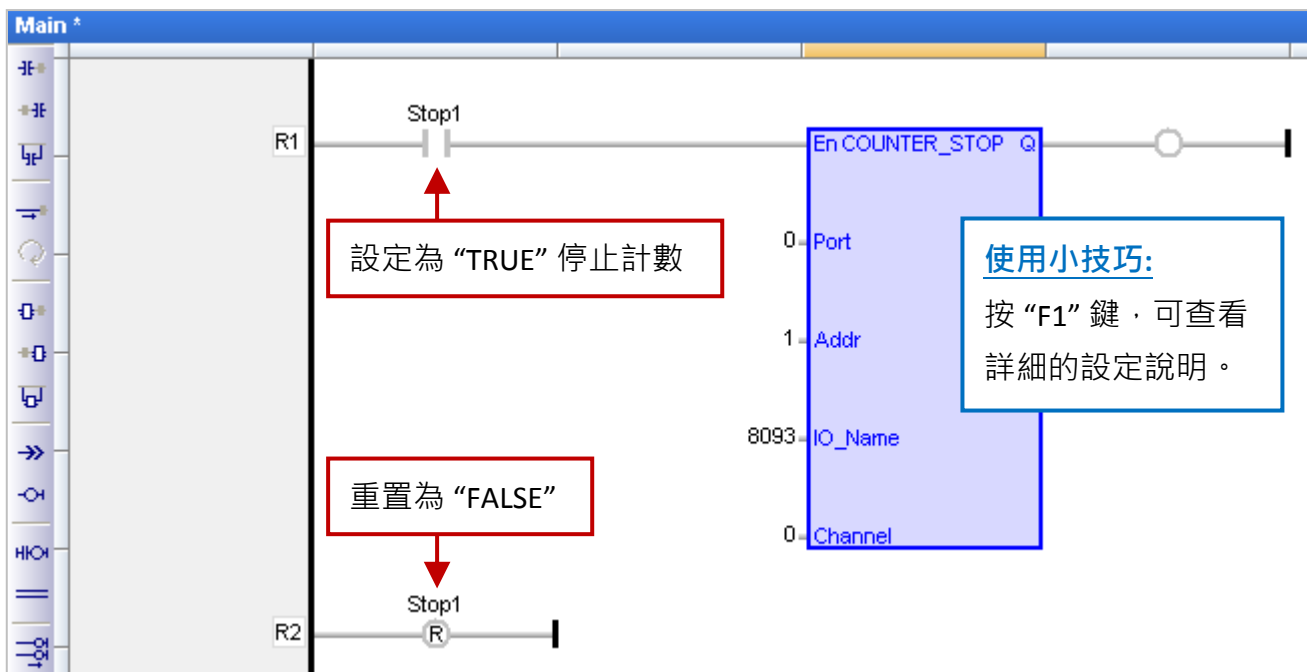 Main *
Stop1
R1
En COUNTER_STOP Q
設定為 “TRUE” 停止計數
0 Port
使用小技巧:
按 “F1” 鍵，可查看
詳細的設定說明。
1 Addr
8093 IO_Name
重置為 “FALSE”
0 Channel
Stop1
R2
R